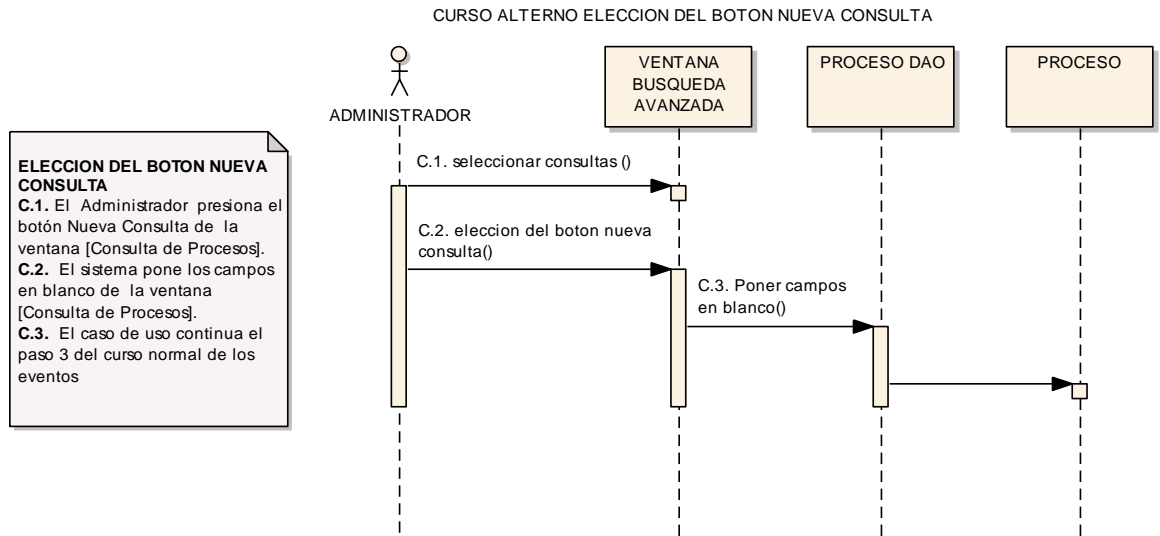 CURSO ALTERNO ELECCION DEL BOTON NUEVA CONSULTA
ADMINISTRADOR
VENTANA
BUSQUEDA
AVANZADA
PROCESO DAO
PROCESO
ELECCION DEL BOTON NUEVA
CONSULTA
C.1. El Administrador presiona el
botón Nueva Consulta de la
ventana [Consulta de Procesos].
C.2. El sistema pone los campos
en blanco de la ventana
[Consulta de Procesos].
C.3. El caso de uso continua el
paso 3 del curso normal de los
eventos
C.1. seleccionar consultas ()
C.2. eleccion del boton nueva
consulta()
C.3. Poner campos
en blanco()